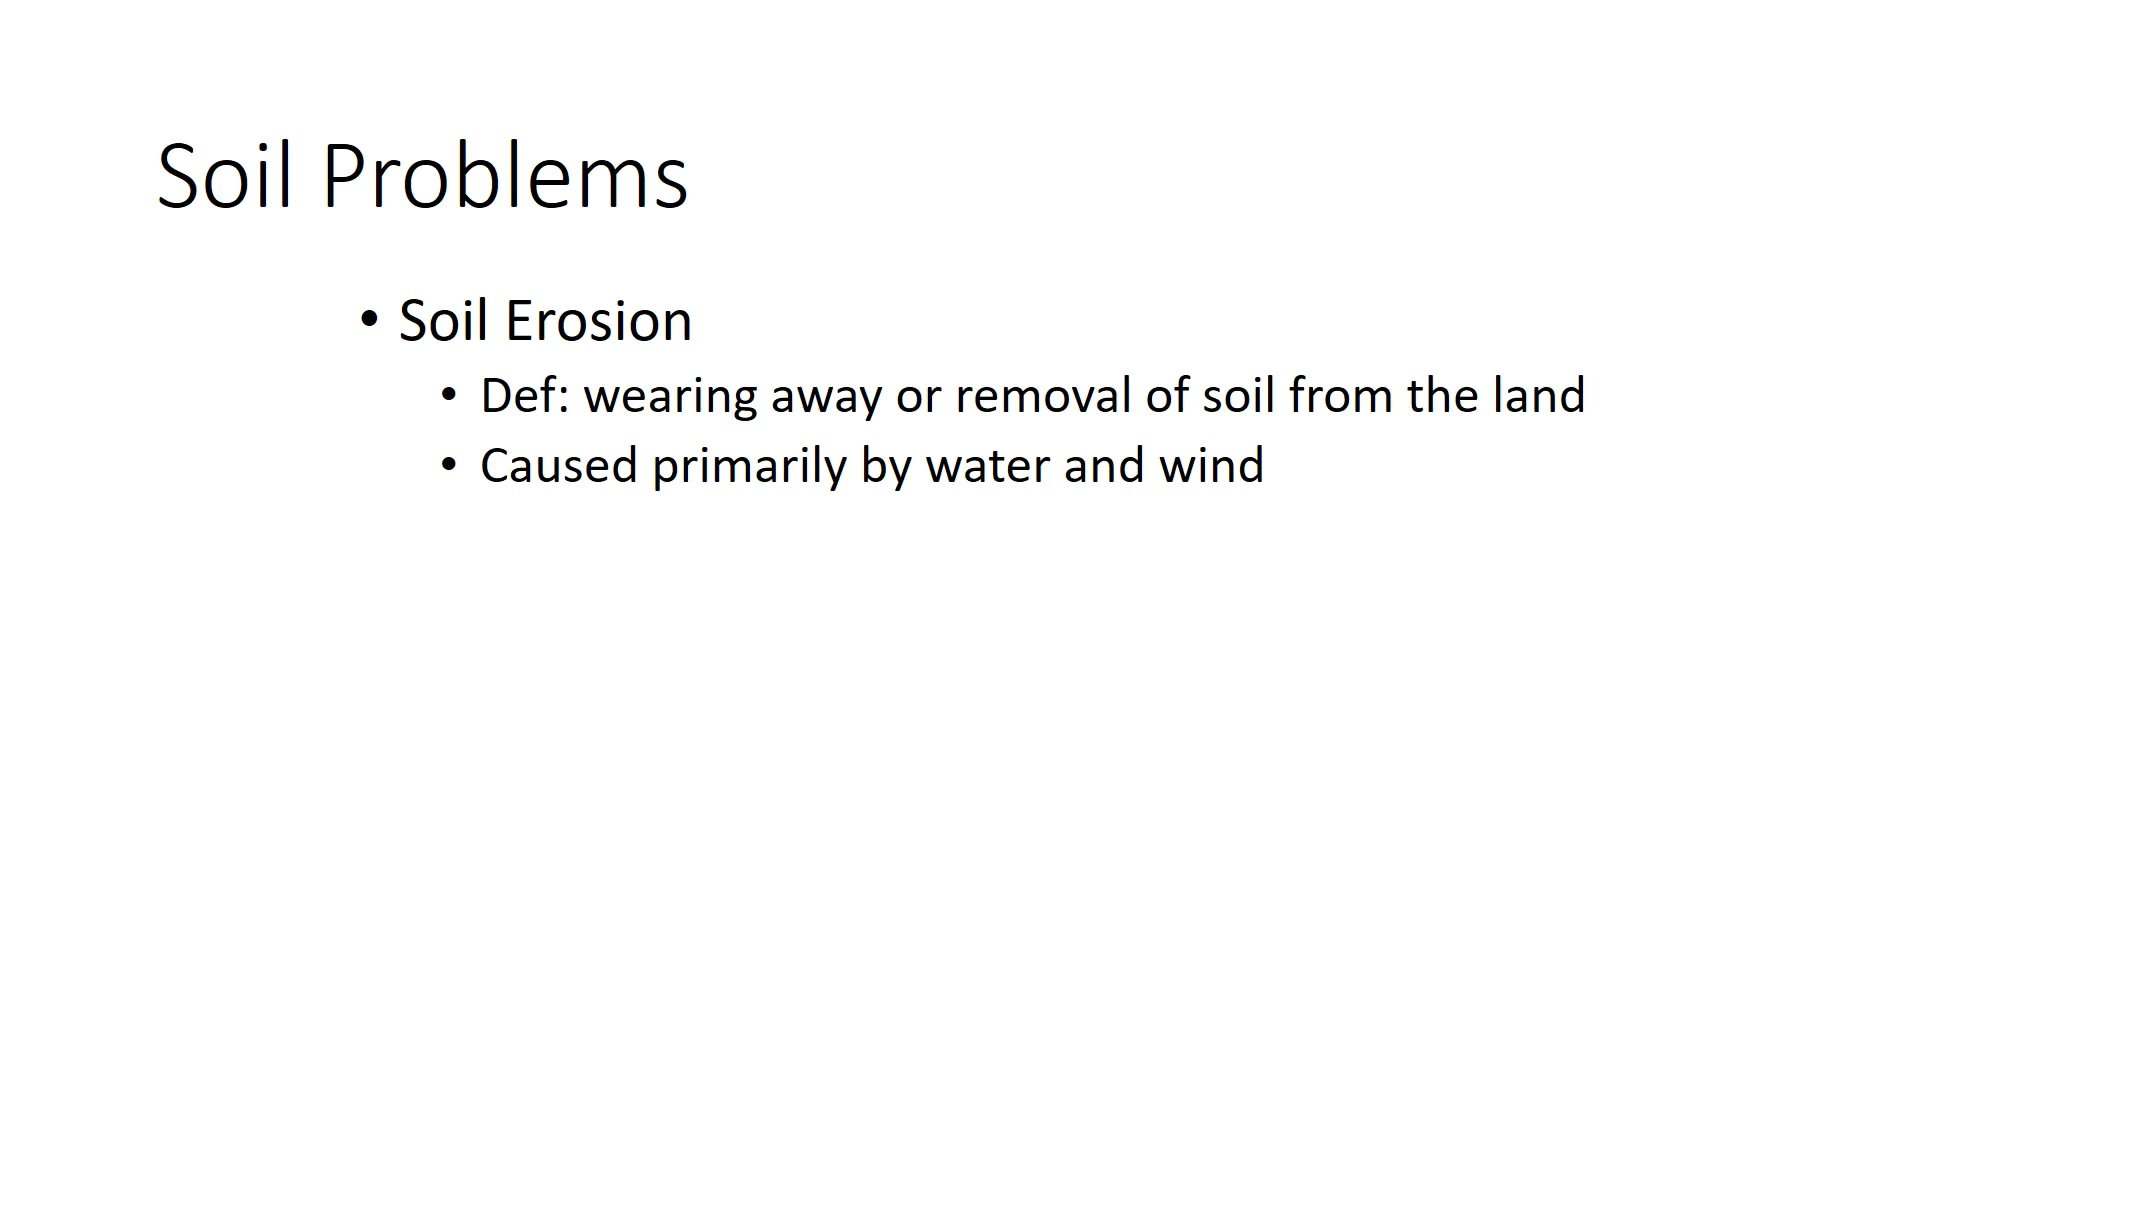 Soil Problems
• Soil Erosion
• Def: wearing away or removal of soil from the land
• Caused primarily by water and wind